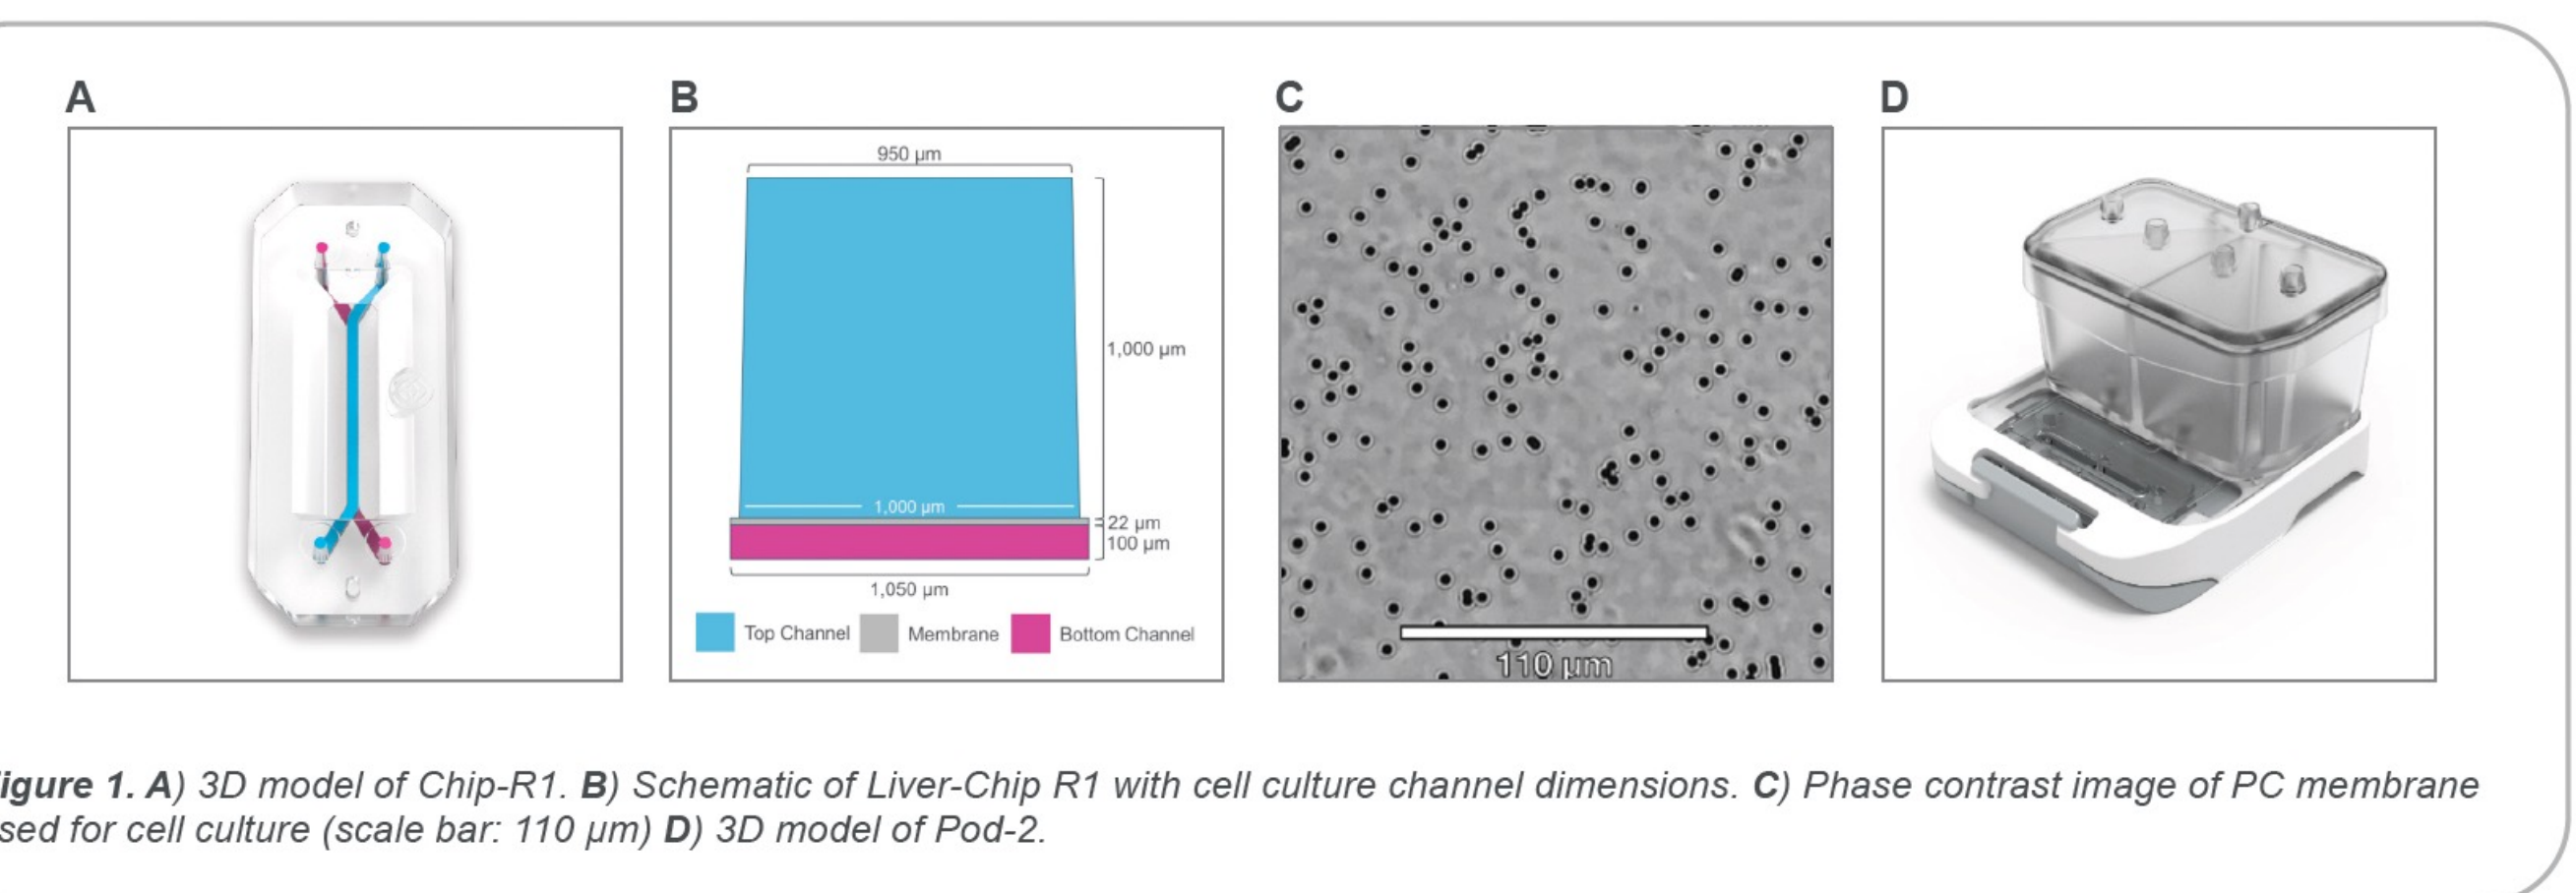 A
B
C
D
950 µm
1,000 µm
1,000 µm
22 µm
100 µm
1,050 µm
Top Channel
Membrane
Bottom Channel
110 µm
igure 1. A) 3D model of Chip-R1. B) Schematic of Liver-Chip R1 with cell culture channel dimensions. C) Phase contrast image of PC membrane
sed for cell culture (scale bar: 110 µm) D) 3D model of Pod-2.